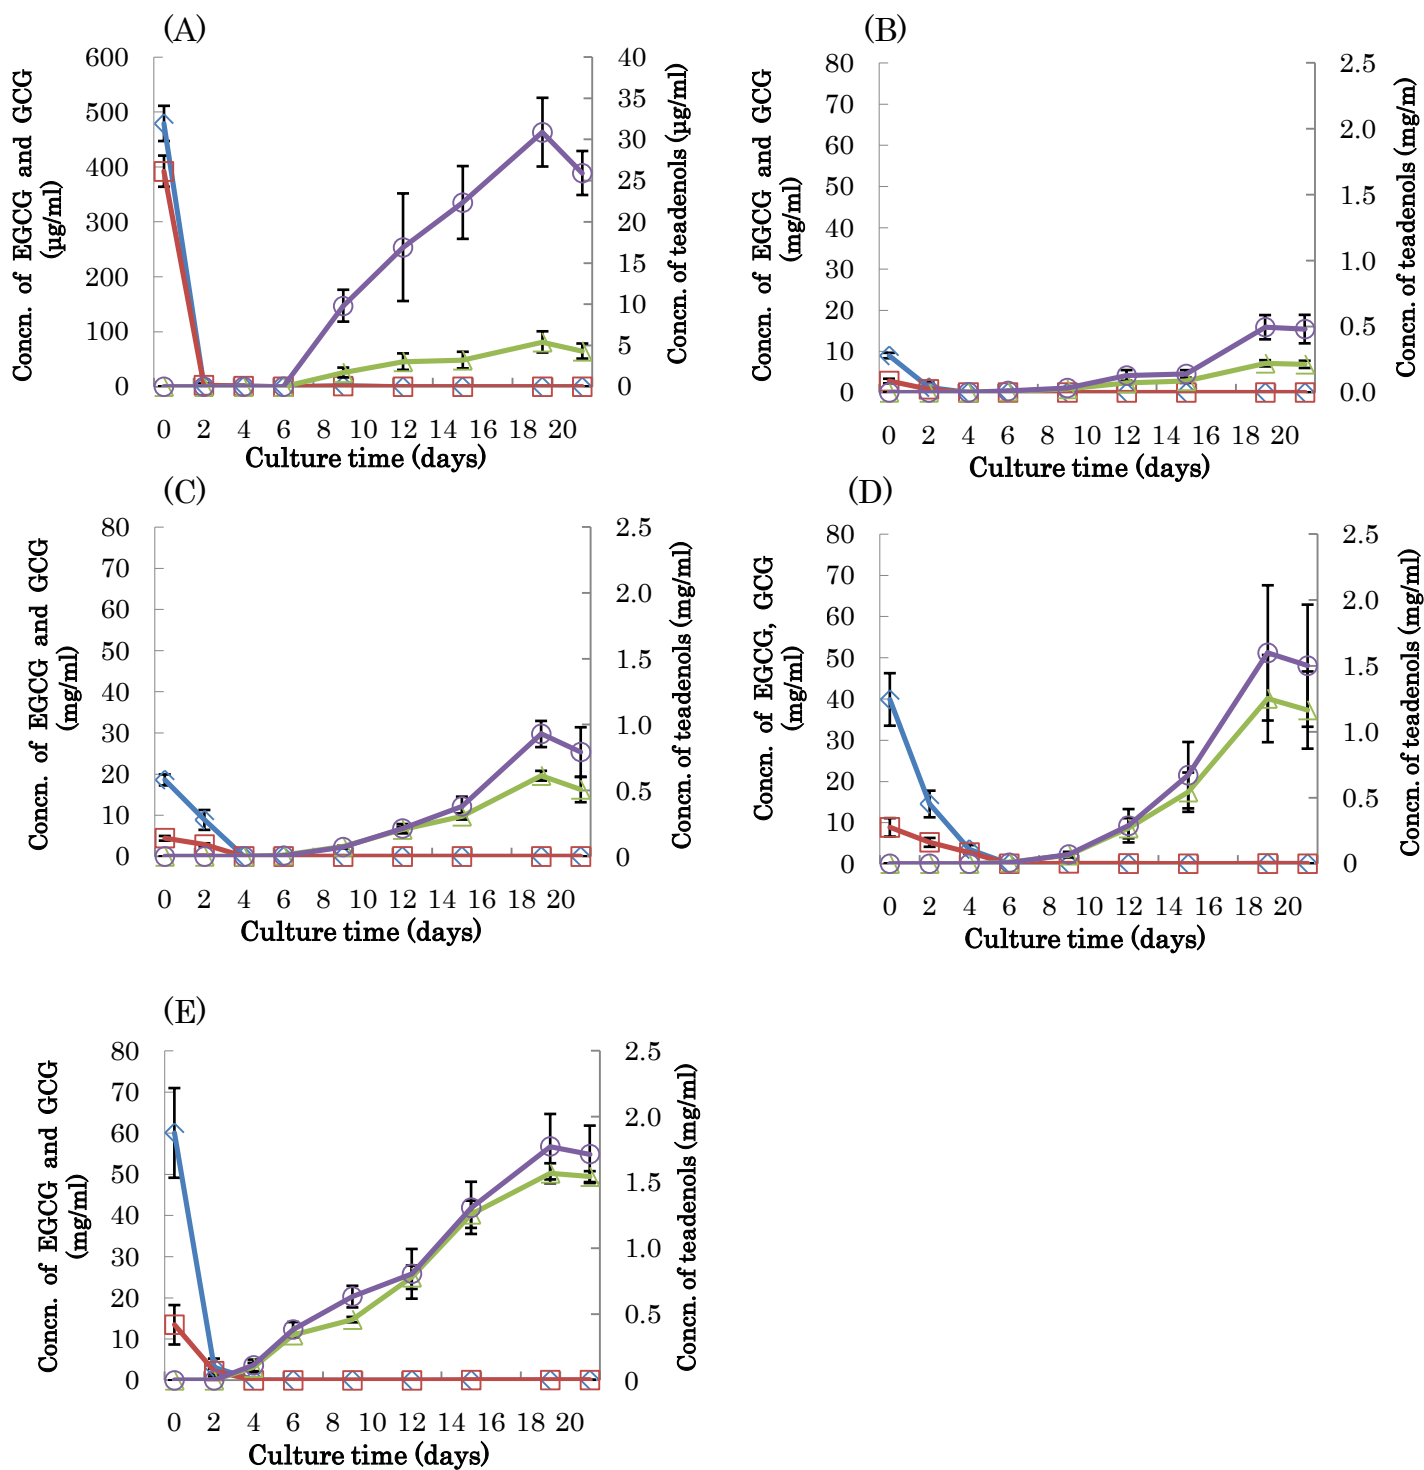 (A)
Concn. of EGCG and GCG
(µg/ml)
600
500
400
300
200
100
0
40
35
30
25
20
15
10
5
0
Concn. of teadenols (µg/ml)
0 2 4 6 8 10 12 14 16 18 20
Culture time (days)
(B)
Concn. of EGCG and GCG
(mg/ml)
80
70
60
50
40
30
20
10
0
2.5
2.0
1.5
1.0
0.5
0.0
Concn. of teadenols (mg/m)
0 2 4 6 8 10 12 14 16 18 20
Culture time (days)
(C)
Concn. of EGCG and GCG
(mg/ml)
80
70
60
50
40
30
20
10
0
2.5
2.0
1.5
1.0
0.5
0
Concn. of teadenols (mg/ml)
0 2 4 6 8 10 12 14 16 18 20
Culture time (days)
(D)
Concn. of EGCG, GCG
(mg/ml)
80
70
60
50
40
30
20
10
0
2.5
2.0
1.5
1.0
0.5
0
Concn. of teadenols (mg/ml)
0 2 4 6 8 10 12 14 16 18 20
Culture time (days)
(E)
Concn. of EGCG and GCG
(mg/ml)
80
70
60
50
40
30
20
10
0
2.5
2.0
1.5
1.0
0.5
0
Concn. of teadenols (mg/ml)
0 2 4 6 8 10 12 14 16 18 20
Culture time (days)